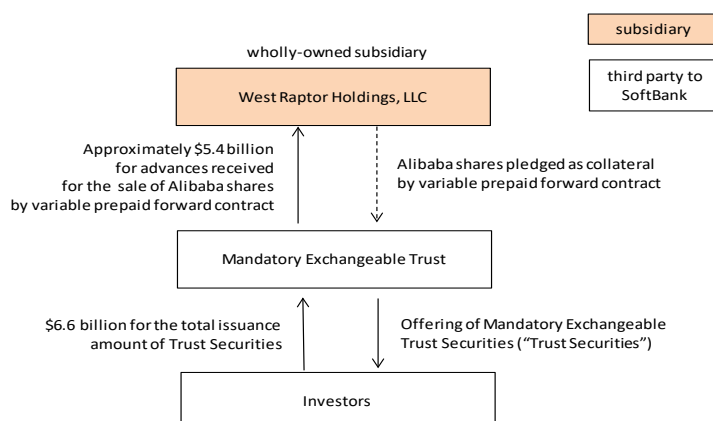 subsidiary
wholly-owned subsidiary
third party to
SoftBank
West Raptor Holdings, LLC
Approximately $5.4 billion
for advances received
for the sale of Alibaba shares
by variable prepaid forward contract
Alibaba shares pledged as collateral
by variable prepaid forward contract
Mandatory Exchangeable Trust
$6.6 billion for the total issuance
amount of Trust Securities
Offering of Mandatory Exchangeable
Trust Securities (“Trust Securities”)
Investors